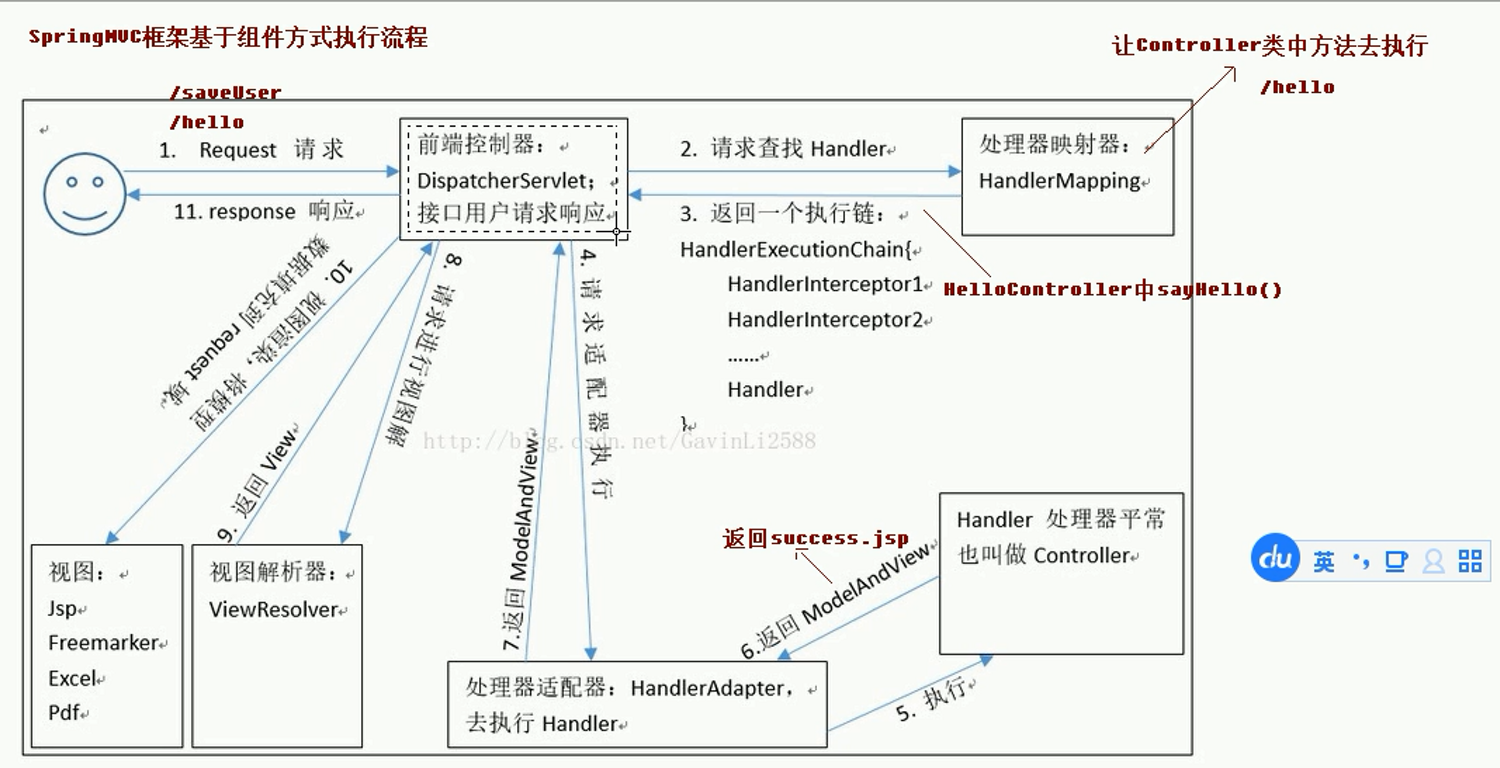 SpringMVC框架基于组件方式执行流程
让Controller类中方法去执行
/hello
/saveUser
/hello
1. Request 请求
11. response 响应
前端控制器：
DispatcherServlet；
接口用户请求响应
2. 请求查找 Handler
3. 返回一个执行链：
HandlerExecutionChain{
HandlerInterceptor1
HandlerInterceptor2
……
Handler
}
处理器映射器：
HandlerMapping
HelloController中sayHello()
10. 视图渲染，将模型
数据填充到 request 域
9. 返回 View
8. 请求进行视图解
7.返回 ModelAndView
4. 请求适配器执行
http://blog.csdn.net/GavinLi2588
返回success.jsp
6.返回 ModelAndView
5. 执行
Handler 处理器平常
也叫做 Controller
视图：
Jsp
Freemarker
Excel
Pdf
视图解析器：
ViewResolver
处理器适配器：HandlerAdapter，
去执行 Handler
du 英